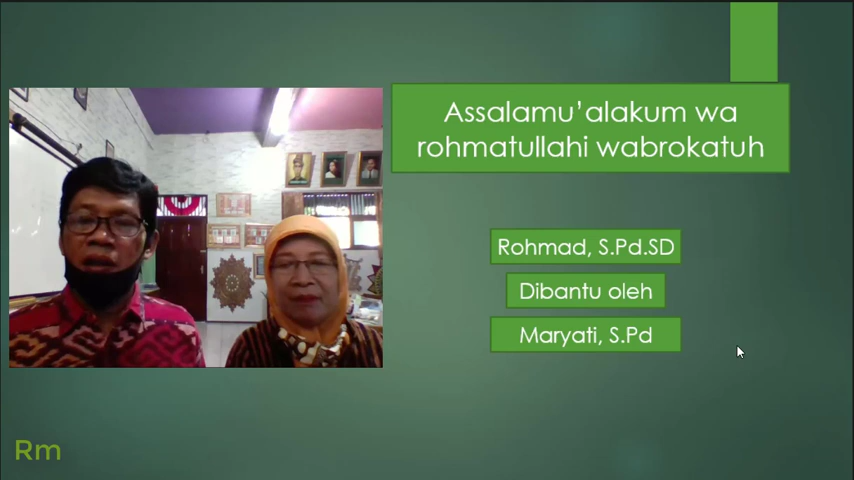 Assalamu’alakum wa
rohmatullahi wabrokatuh
Rohmad, S.Pd.SD
Dibantu oleh
Maryati, S.Pd
Rm